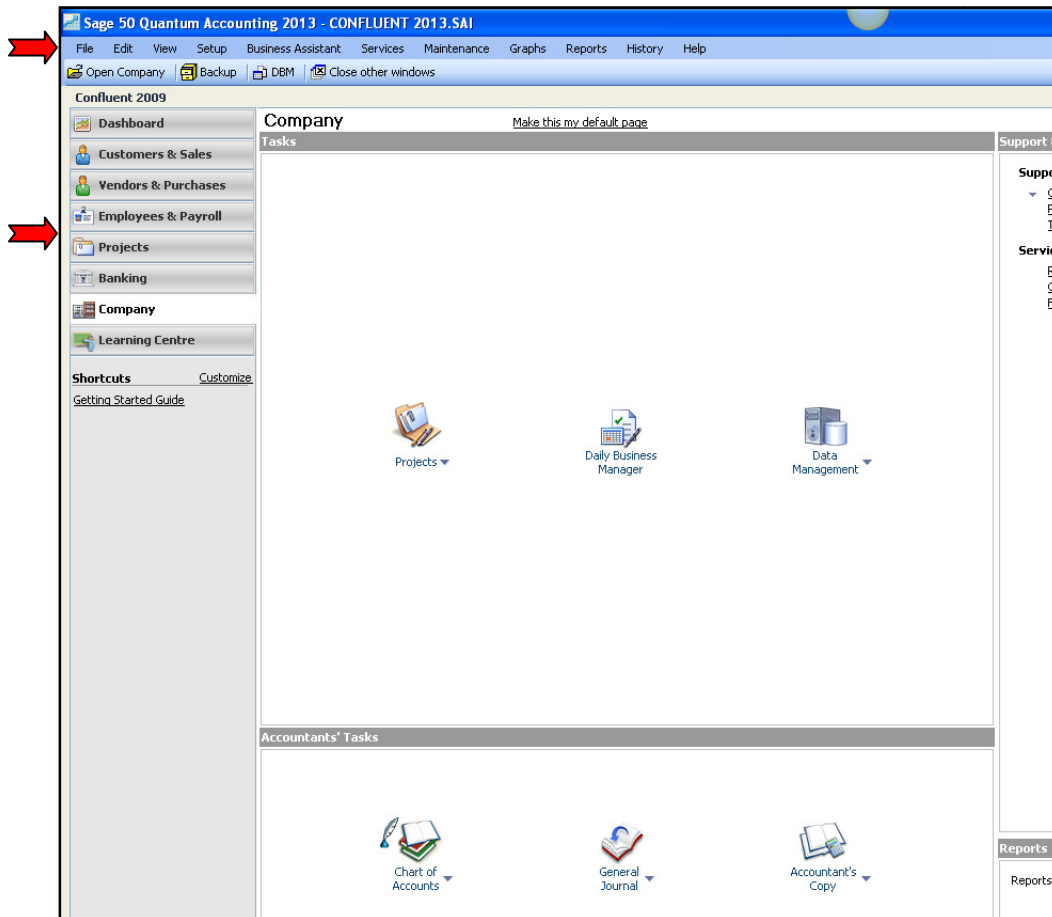 Sage 50 Quantum Accounting 2013 - CONFLUENT 2013.SAI
File Edit View Setup Business Assistant Services Maintenance Graphs Reports History Help
Open Company Backup DBM Close other windows
Confluent 2009
Dashboard
Customers & Sales
Vendors & Purchases
Employees & Payroll
Projects
Banking
Company
Learning Centre
Shortcuts Customize
Getting Started Guide
Company Make this my default page
Tasks
Projects
Daily Business
Manager
Data
Management
Accountants' Tasks
Chart of
Accounts
General
Journal
Accountant's
Copy
Support
Reports
Reports